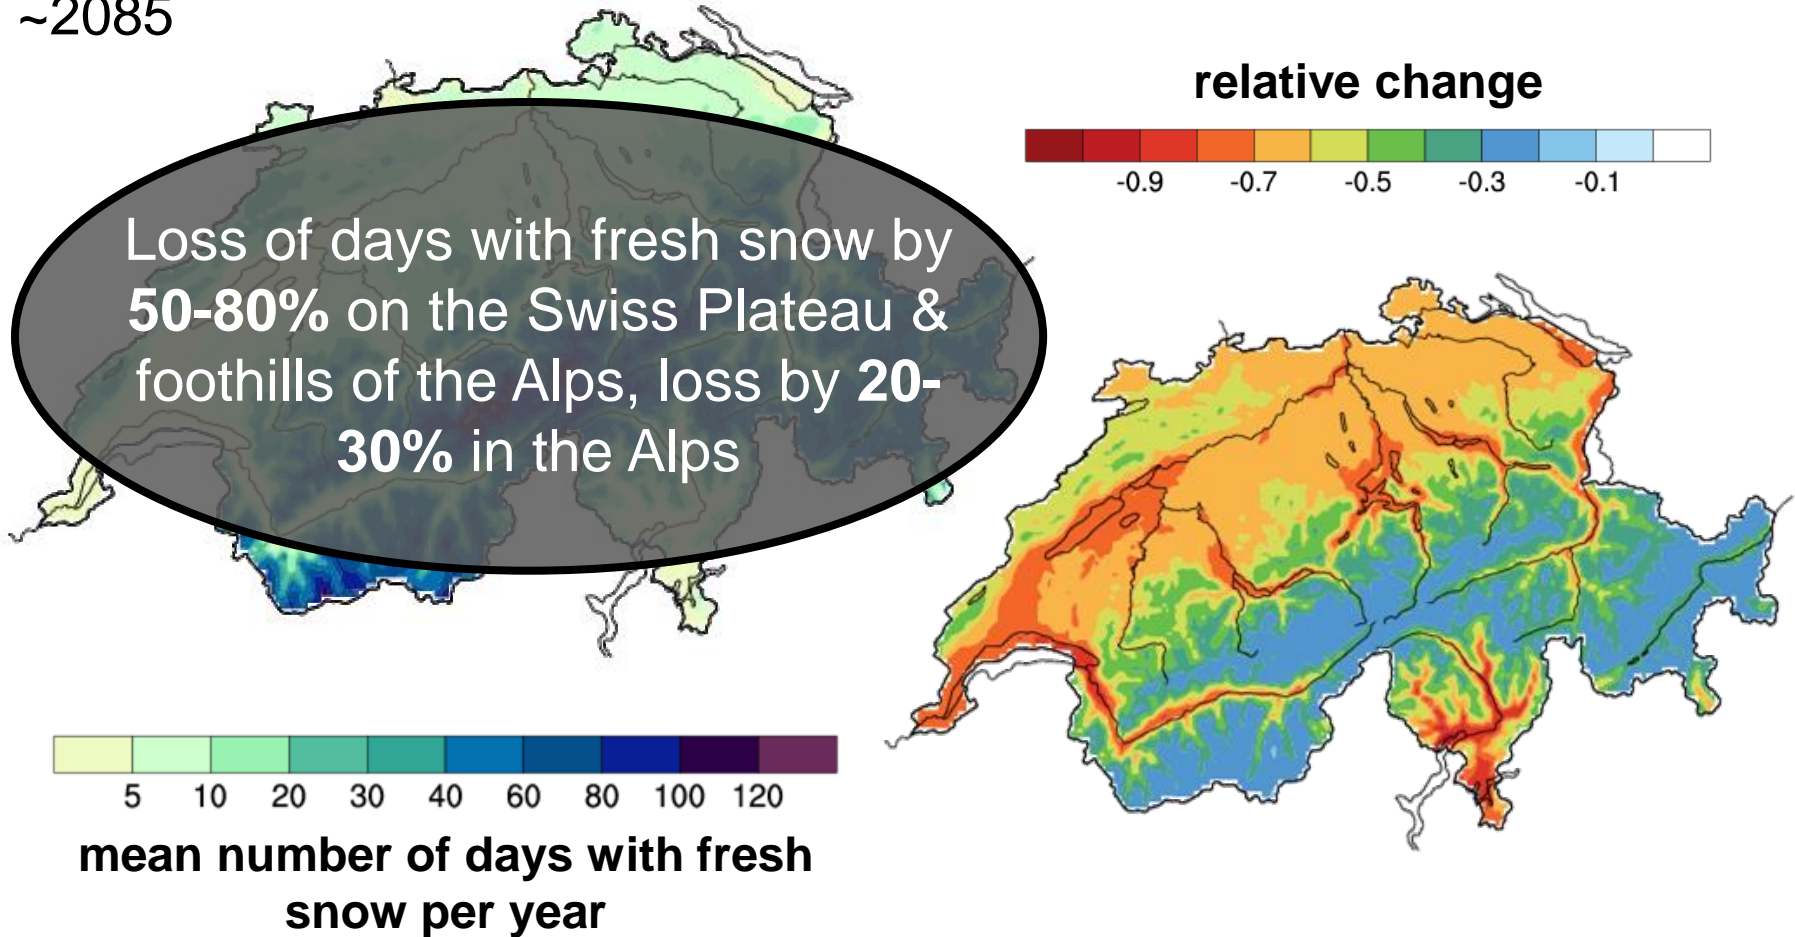 ~2085
relative change
-0.9 -0.7 -0.5 -0.3 -0.1
Loss of days with fresh snow by
50-80% on the Swiss Plateau &
foothills of the Alps, loss by 20-
30% in the Alps
5 10 20 30 40 60 80 100 120
mean number of days with fresh
snow per year